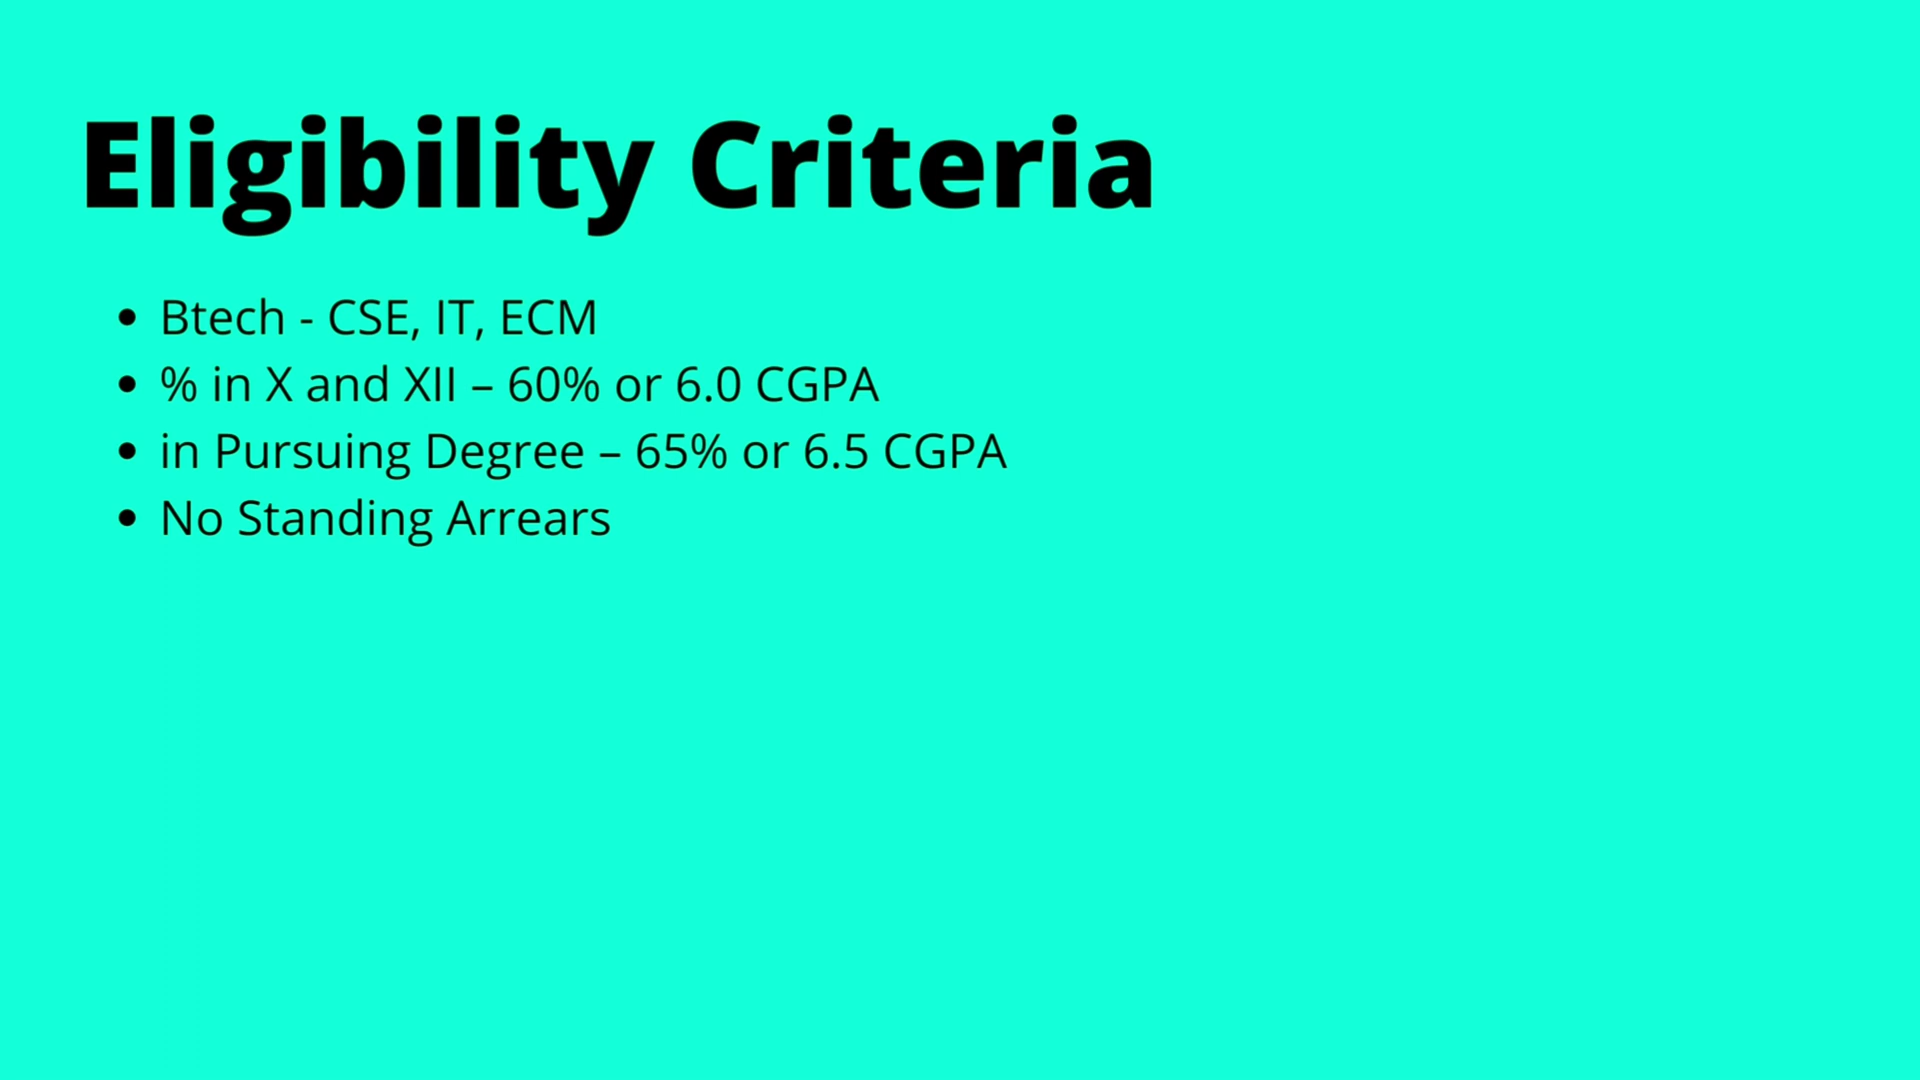 Eligibility Criteria
• Btech - CSE, IT, ECM
• % in X and XII – 60% or 6.0 CGPA
• in Pursuing Degree – 65% or 6.5 CGPA
• No Standing Arrears